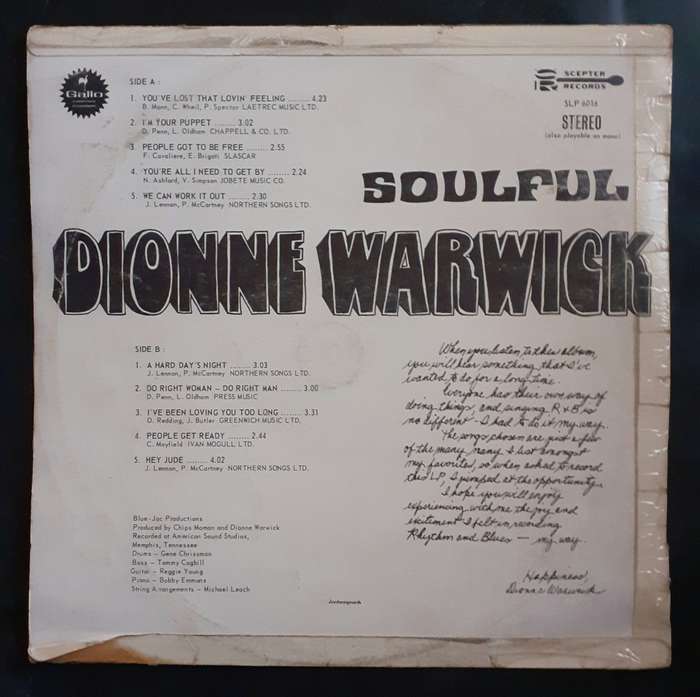 Gallo
SIDE A :
1. YOU'VE LOST THAT LOVIN' FEELING ......... 4.23
B. Mann, C. Wheil, P. Spector LAETREC MUSIC LTD.
2. I'M YOUR PUPPET ......... 3.02
D. Penn, L. Oldham CHAPPELL & CO. LTD.
3. PEOPLE GOT TO BE FREE ......... 2.55
F. Cavaliere, E. Brigati SLASCAR
4. YOU'RE ALL I NEED TO GET BY ......... 2.24
N. Ashford, V. Simpson JOBETE MUSIC CO.
5. WE CAN WORK IT OUT ......... 2.30
J. Lennon, P. McCartney NORTHERN SONGS LTD.
SR SCEPTER
RECORDS
SLP 6016
STEREO
(also playable as mono)
SOULFUL
DIONNE WARWICK
SIDE B :
1. A HARD DAY'S NIGHT ......... 3.03
J. Lennon, P. McCartney NORTHERN SONGS LTD.
2. DO RIGHT WOMAN – DO RIGHT MAN ......... 3.00
D. Penn, L. Oldham PRESS MUSIC
3. I'VE BEEN LOVING YOU TOO LONG ......... 3.31
O. Redding, J. Butler GREENWICH MUSIC LTD.
4. PEOPLE GET READY ......... 2.44
C. Mayfield IVAN MOGULL LTD.
5. HEY JUDE ......... 4.02
J. Lennon, P. McCartney NORTHERN SONGS LTD.
When you listen to this album,
you will hear something that I've
wanted to do for a long time.
Everyone has their own way of
doing things, and singing R & B is
no different - I had to do it my way.
The songs chosen are just a few
of the many, many I list amongst
my favorites, so when asked to record
this LP, I jumped at the opportunity.
I hope you will enjoy
experiencing with me the joy and
excitement I felt in recording
Rhythm and Blues — my way.
Happiness,
Dionne Warwick
Blue-Jac Productions
Produced by Chips Moman and Dionne Warwick
Recorded at American Sound Studios,
Memphis, Tennessee
Drums – Gene Chrissman
Bass – Tommy Cogbill
Guitar – Reggie Young
Piano – Bobby Emmons
String Arrangements – Michael Leach